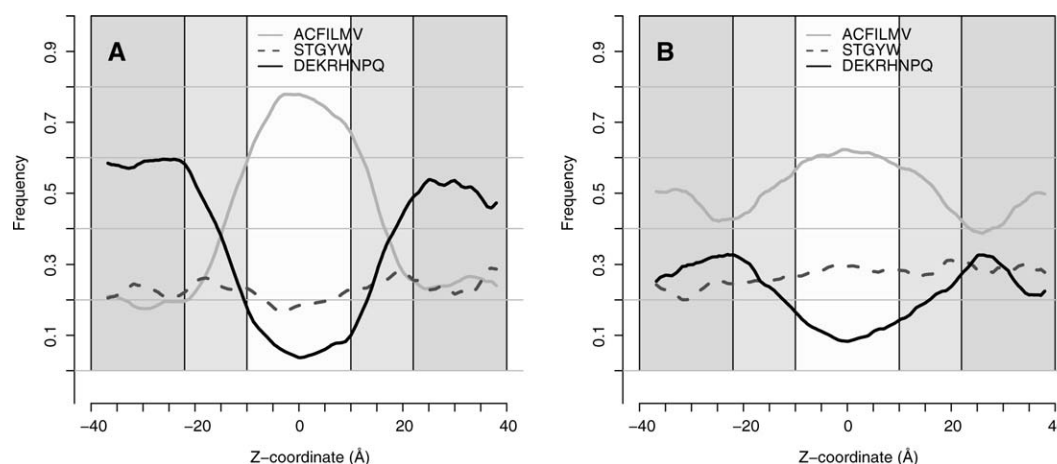 A
ACFILMV
STGYW
DEKRHNPQ
Frequency
0.9
0.7
0.5
0.3
0.1
−40
−20
0
20
40
Z−coordinate (Å)
B
ACFILMV
STGYW
DEKRHNPQ
Frequency
0.9
0.7
0.5
0.3
0.1
−40
−20
0
20
4
Z−coordinate (Å)